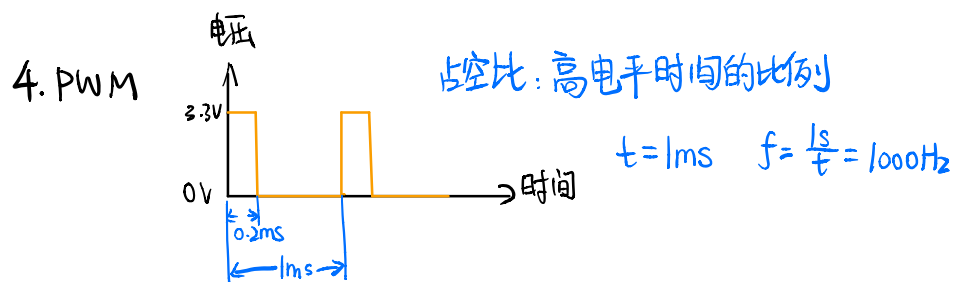 4. PWM
电压
3.3V
0V
时间
0.2ms
1ms
占空比：高电平时间的比例
t=1ms f=1s/t=1000Hz